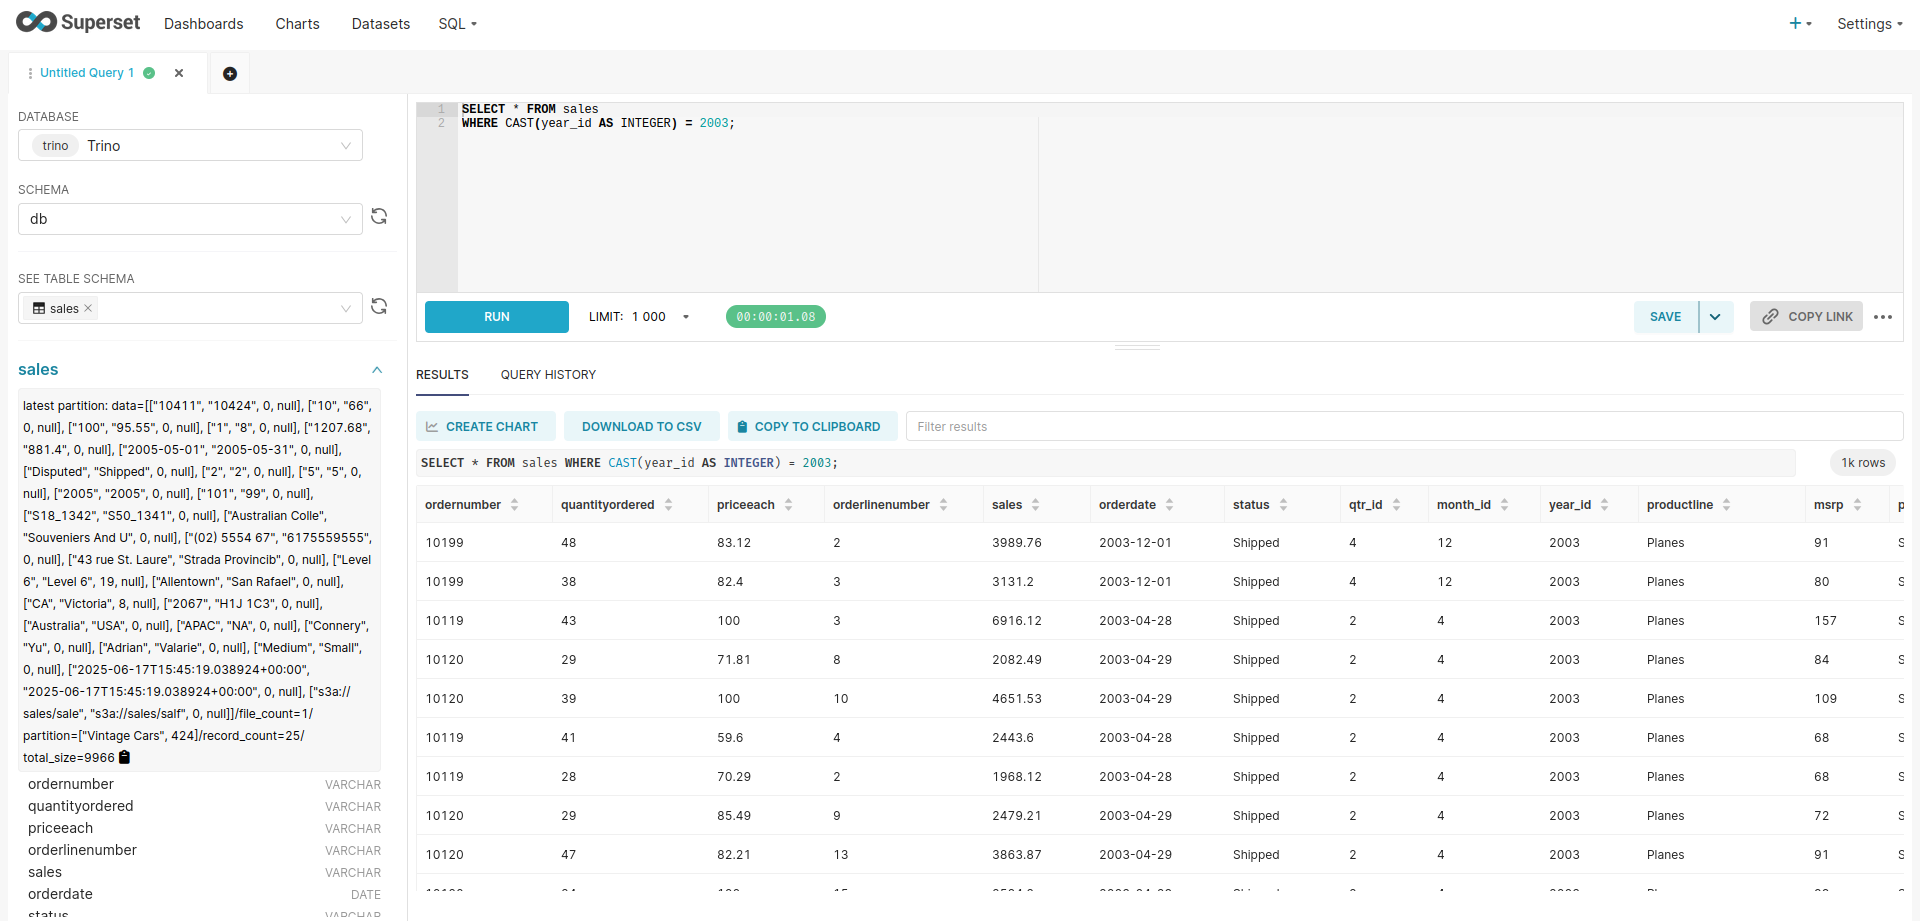 Superset Dashboards Charts Datasets SQL + Settings
Untitled Query 1
DATABASE
trino Trino
SCHEMA
db
SEE TABLE SCHEMA
sales
sales
latest partition: data=[["10411", "10424", 0, null], ["10", "66",
0, null], ["100", "95.55", 0, null], ["1", "8", 0, null], ["1207.68",
"881.4", 0, null], ["2005-05-01", "2005-05-31", 0, null],
["Disputed", "Shipped", 0, null], ["2", "2", 0, null], ["5", "5", 0,
null], ["2005", "2005", 0, null], ["101", "99", 0, null],
["S18_1342", "S50_1341", 0, null], ["Australian Colle",
"Souveniers And U", 0, null], ["(02) 5554 67", "6175559555",
0, null], ["43 rue St. Laure", "Strada Provincib", 0, null], ["Level
6", "Level 6", 19, null], ["Allentown", "San Rafael", 0, null],
["CA", "Victoria", 8, null], ["2067", "H1J 1C3", 0, null],
["Australia", "USA", 0, null], ["APAC", "NA", 0, null], ["Connery",
"Yu", 0, null], ["Adrian", "Valarie", 0, null], ["Medium", "Small",
0, null], ["2025-06-17T15:45:19.038924+00:00",
"2025-06-17T15:45:19.038924+00:00", 0, null], ["s3a://
sales/sale", "s3a://sales/salf", 0, null]]/file_count=1/
partition=["Vintage Cars", 424]/record_count=25/
total_size=9966
ordernumber VARCHAR
quantityordered VARCHAR
priceeach VARCHAR
orderlinenumber VARCHAR
sales VARCHAR
orderdate DATE
status VARCHAR
1 SELECT * FROM sales
2 WHERE CAST(year_id AS INTEGER) = 2003;
RUN LIMIT: 1 000 00:00:01.08 SAVE COPY LINK
RESULTS QUERY HISTORY
CREATE CHART DOWNLOAD TO CSV COPY TO CLIPBOARD Filter results
SELECT * FROM sales WHERE CAST(year_id AS INTEGER) = 2003; 1k rows
ordernumber quantityordered priceeach orderlinenumber sales orderdate status qtr_id month_id year_id productline msrp p
10199 48 83.12 2 3989.76 2003-12-01 Shipped 4 12 2003 Planes 91 S
10199 38 82.4 3 3131.2 2003-12-01 Shipped 4 12 2003 Planes 80 S
10119 43 100 3 6916.12 2003-04-28 Shipped 2 4 2003 Planes 157 S
10120 29 71.81 8 2082.49 2003-04-29 Shipped 2 4 2003 Planes 84 S
10120 39 100 10 4651.53 2003-04-29 Shipped 2 4 2003 Planes 109 S
10119 41 59.6 4 2443.6 2003-04-28 Shipped 2 4 2003 Planes 68 S
10119 28 70.29 2 1968.12 2003-04-28 Shipped 2 4 2003 Planes 68 S
10120 29 85.49 9 2479.21 2003-04-29 Shipped 2 4 2003 Planes 72 S
10120 47 82.21 13 3863.87 2003-04-29 Shipped 2 4 2003 Planes 91 S